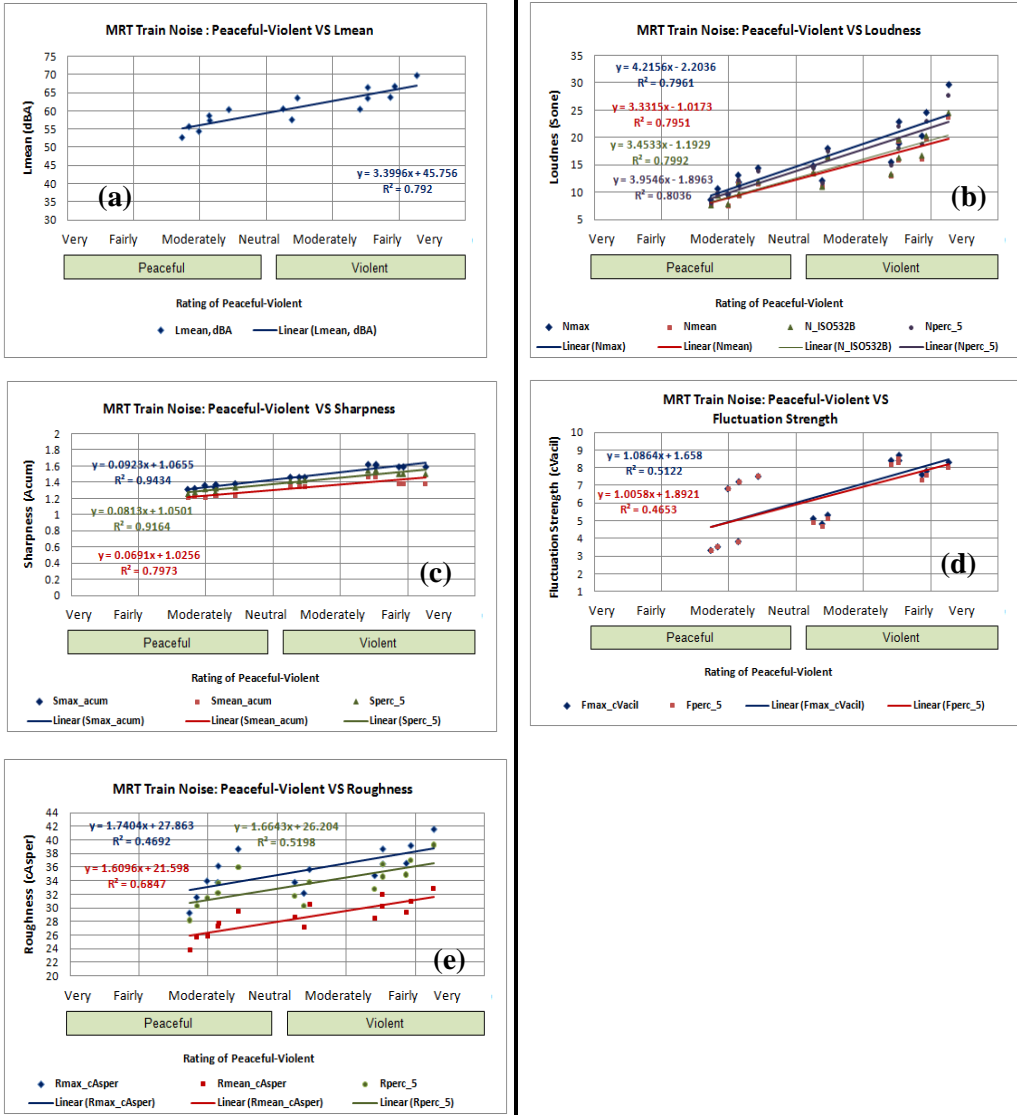 MRT Train Noise : Peaceful-Violent VS Lmean
Lmean (dBA)
75
70
65
60
55
50
45
40
35
30
y = 3.3996x + 45.756
R² = 0.792
(a)
Very Fairly Moderately Neutral Moderately Fairly Very
Peaceful Violent
Rating of Peaceful-Violent
Lmean, dBA Linear (Lmean, dBA)
MRT Train Noise: Peaceful-Violent VS Loudness
Loudnes (Sone)
35
30
25
20
15
10
5
y = 4.2156x - 2.2036
R² = 0.7961
y = 3.3315x - 1.0173
R² = 0.7951
y = 3.4533x - 1.1929
R² = 0.7992
y = 3.9546x - 1.8963
R² = 0.8036
(b)
Very Fairly Moderately Neutral Moderately Fairly Very
Peaceful Violent
Rating of Peaceful-Violent
Nmax Nmean N_ISO532B Nperc_5
Linear (Nmax) Linear (Nmean) Linear (N_ISO532B) Linear (Nperc_5)
MRT Train Noise: Peaceful-Violent VS Sharpness
Sharpness (Acum)
2
1.8
1.6
1.4
1.2
1
0.8
0.6
0.4
0.2
0
y = 0.0923x + 1.0655
R² = 0.9434
y = 0.0813x + 1.0501
R² = 0.9164
y = 0.0691x + 1.0256
R² = 0.7973
(c)
Very Fairly Moderately Neutral Moderately Fairly Very
Peaceful Violent
Rating of Peaceful-Violent
Smax_acum Smean_acum Sperc_5
Linear (Smax_acum) Linear (Smean_acum) Linear (Sperc_5)
MRT Train Noise: Peaceful-Violent VS
Fluctuation Strength
Fluctuation Strength (cVacil)
10
9
8
7
6
5
4
3
2
1
y = 1.0864x + 1.658
R² = 0.5122
y = 1.0058x + 1.8921
R² = 0.4653
(d)
Very Fairly Moderately Neutral Moderately Fairly Very
Peaceful Violent
Rating of Peaceful-Violent
Fmax_cVacil Fperc_5 Linear (Fmax_cVacil) Linear (Fperc_5)
MRT Train Noise: Peaceful-Violent VS Roughness
Roughness (cAsper)
44
42
40
38
36
34
32
30
28
26
24
22
20
y = 1.7404x + 27.863
R² = 0.4692
y = 1.6643x + 26.204
R² = 0.5198
y = 1.6096x + 21.598
R² = 0.6847
(e)
Very Fairly Moderately Neutral Moderately Fairly Very
Peaceful Violent
Rating of Peaceful-Violent
Rmax_cAsper Rmean_cAsper Rperc_5
Linear (Rmax_cAsper) Linear (Rmean_cAsper) Linear (Rperc_5)